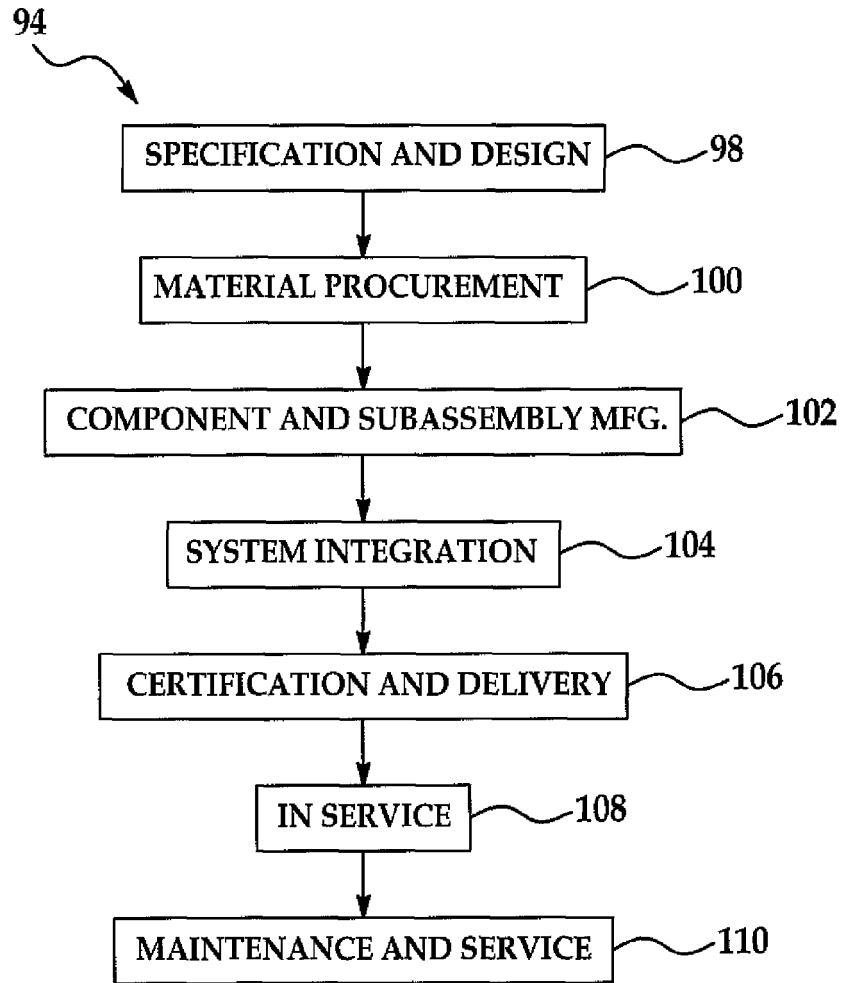 94
SPECIFICATION AND DESIGN 98
MATERIAL PROCUREMENT 100
COMPONENT AND SUBASSEMBLY MFG. 102
SYSTEM INTEGRATION 104
CERTIFICATION AND DELIVERY 106
IN SERVICE 108
MAINTENANCE AND SERVICE 110